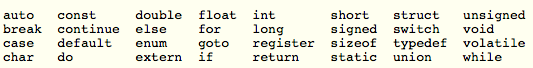 auto const double float int short struct unsigned
break continue else for long signed switch void
case default enum goto register sizeof typedef volatile
char do extern if return static union while